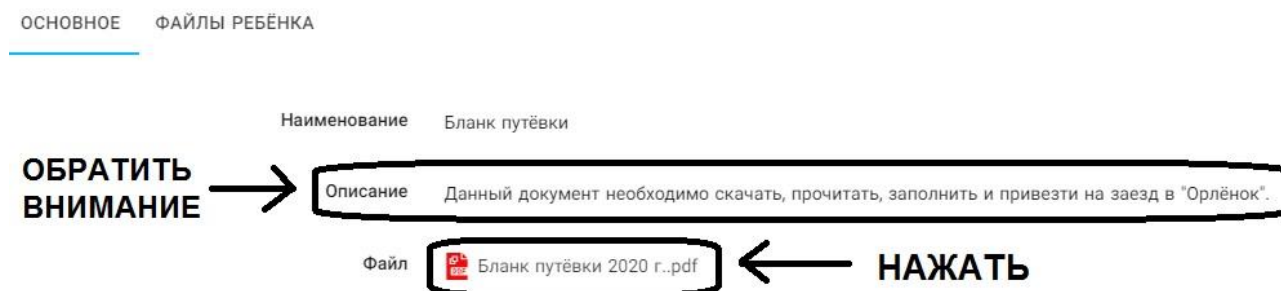 ОСНОВНОЕ ФАЙЛЫ РЕБЁНКА
Наименование Бланк путёвки
ОБРАТИТЬ
ВНИМАНИЕ
Описание Данный документ необходимо скачать, прочитать, заполнить и привезти на заезд в "Орлёнок".
Файл Бланк путёвки 2020 г..pdf
НАЖАТЬ